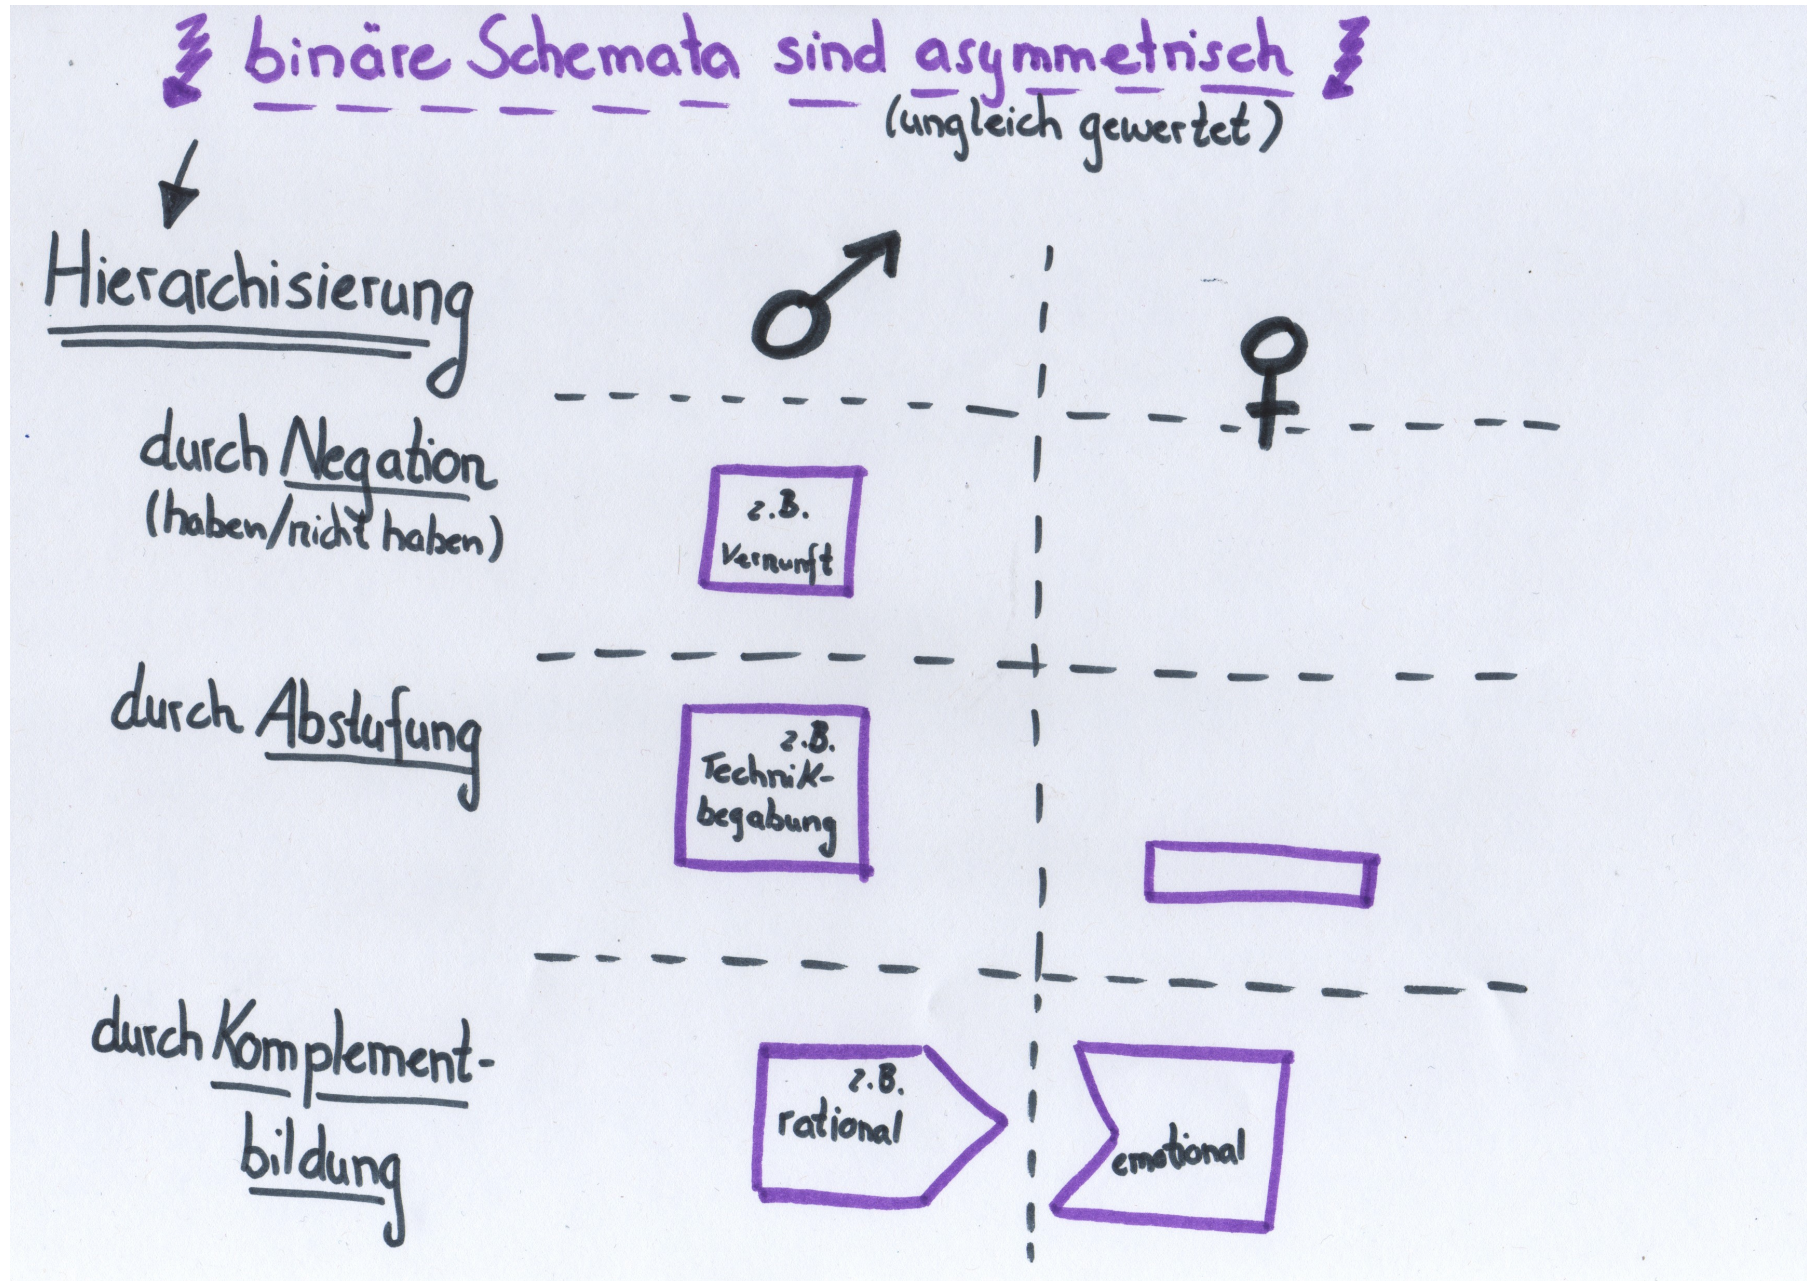 binäre Schemata sind asymmetrisch
(ungleich gewertet)
Hierarchisierung
♂
♀
durch Negation
(haben/nicht haben)
z.B.
Vernunft
durch Abstufung
z.B.
Technik-
begabung
durch Komplement-
bildung
z.B.
rational
emotional